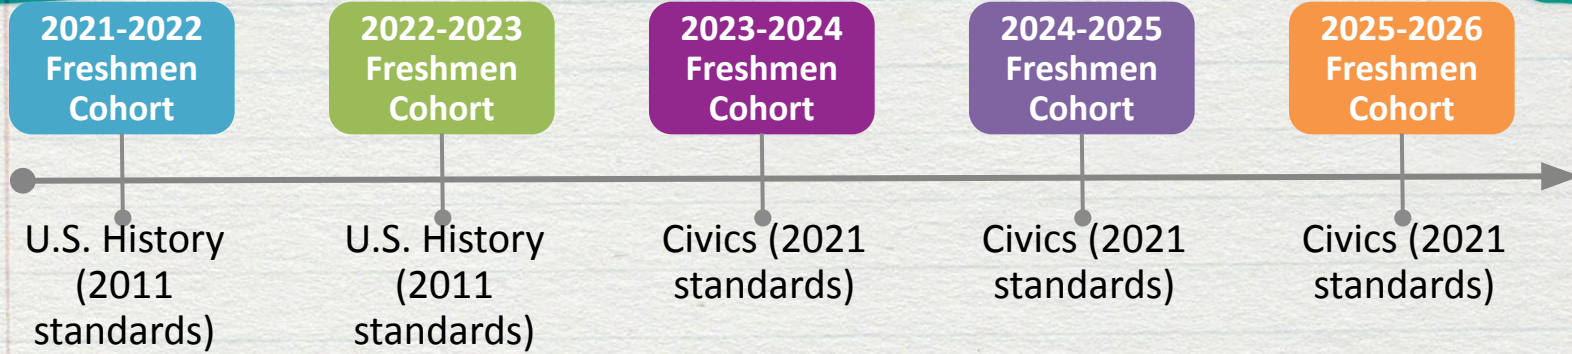 2021-2022
Freshmen
Cohort
2022-2023
Freshmen
Cohort
2023-2024
Freshmen
Cohort
2024-2025
Freshmen
Cohort
2025-2026
Freshmen
Cohort
U.S. History
(2011
standards)
U.S. History
(2011
standards)
Civics (2021
standards)
Civics (2021
standards)
Civics (2021
standards)